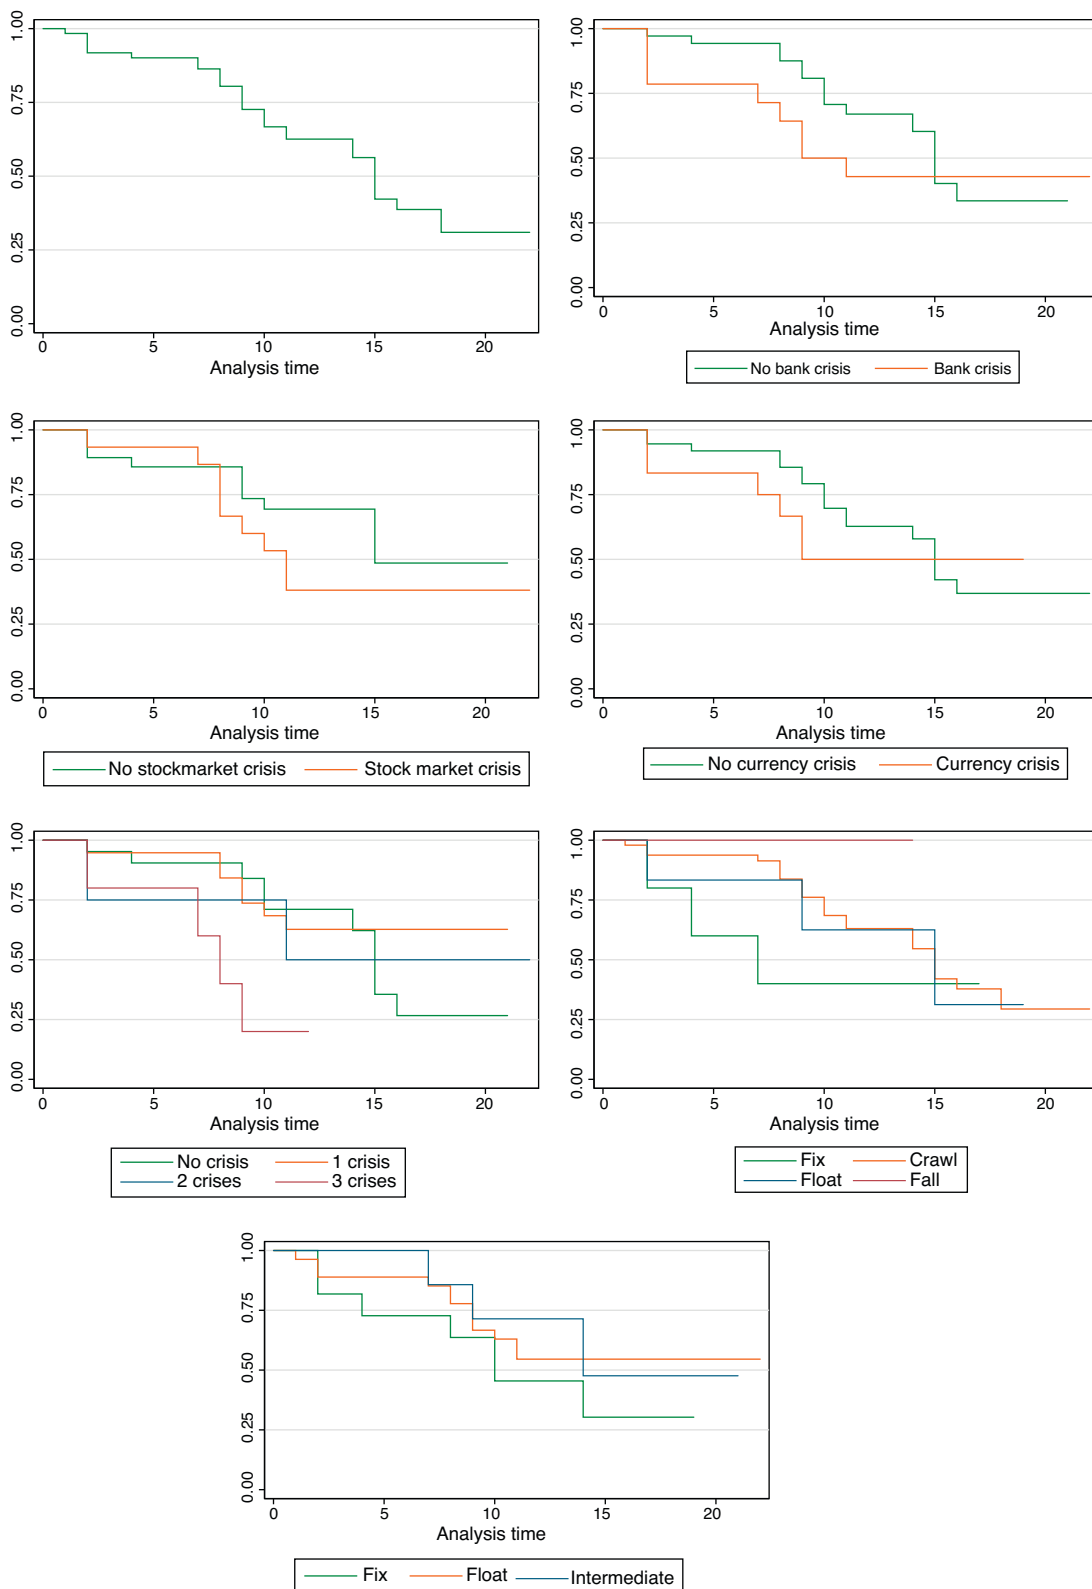 1.00
0.75
0.50
0.25
0.00
0 5 10 15 20
Analysis time
1.00
0.75
0.50
0.25
0.00
0 5 10 15 20
Analysis time
No bank crisis Bank crisis
1.00
0.75
0.50
0.25
0.00
0 5 10 15 20
Analysis time
No stockmarket crisis Stock market crisis
1.00
0.75
0.50
0.25
0.00
0 5 10 15 20
Analysis time
No currency crisis Currency crisis
1.00
0.75
0.50
0.25
0.00
0 5 10 15 20
Analysis time
No crisis 1 crisis
2 crises 3 crises
1.00
0.75
0.50
0.25
0.00
0 5 10 15 20
Analysis time
Fix Crawl
Float Fall
1.00
0.75
0.50
0.25
0.00
0 5 10 15 20
Analysis time
Fix Float Intermediate